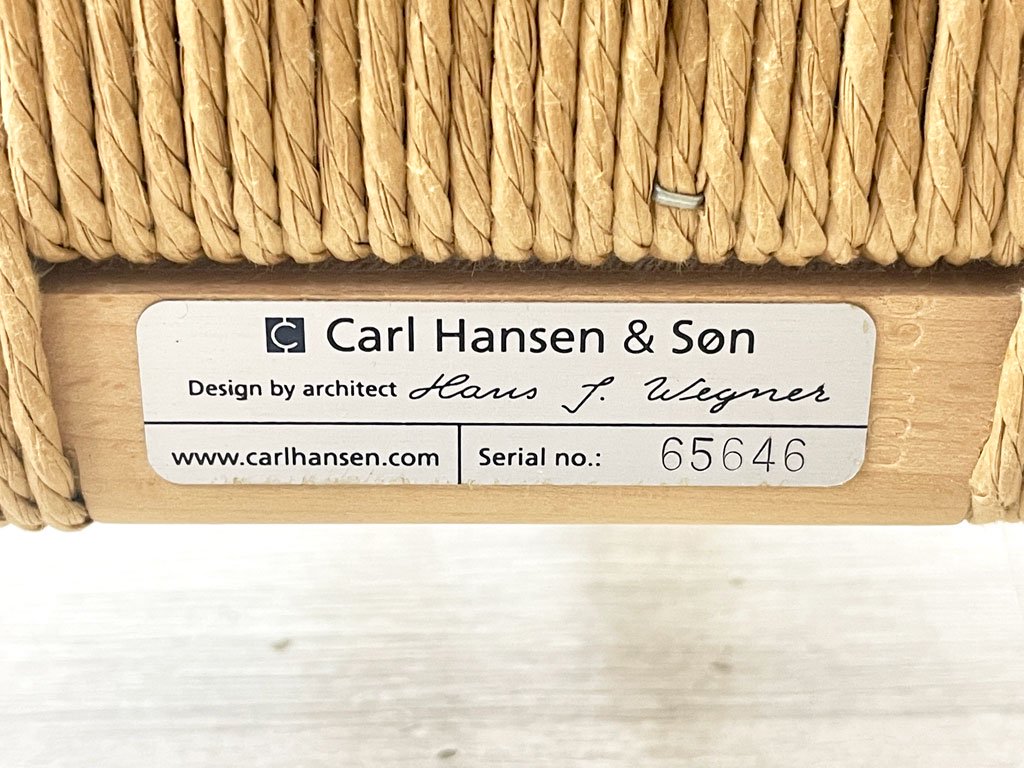 C Carl Hansen & Søn
Design by architect Hans J. Wegner
www.carlhansen.com
Serial no.: 65646